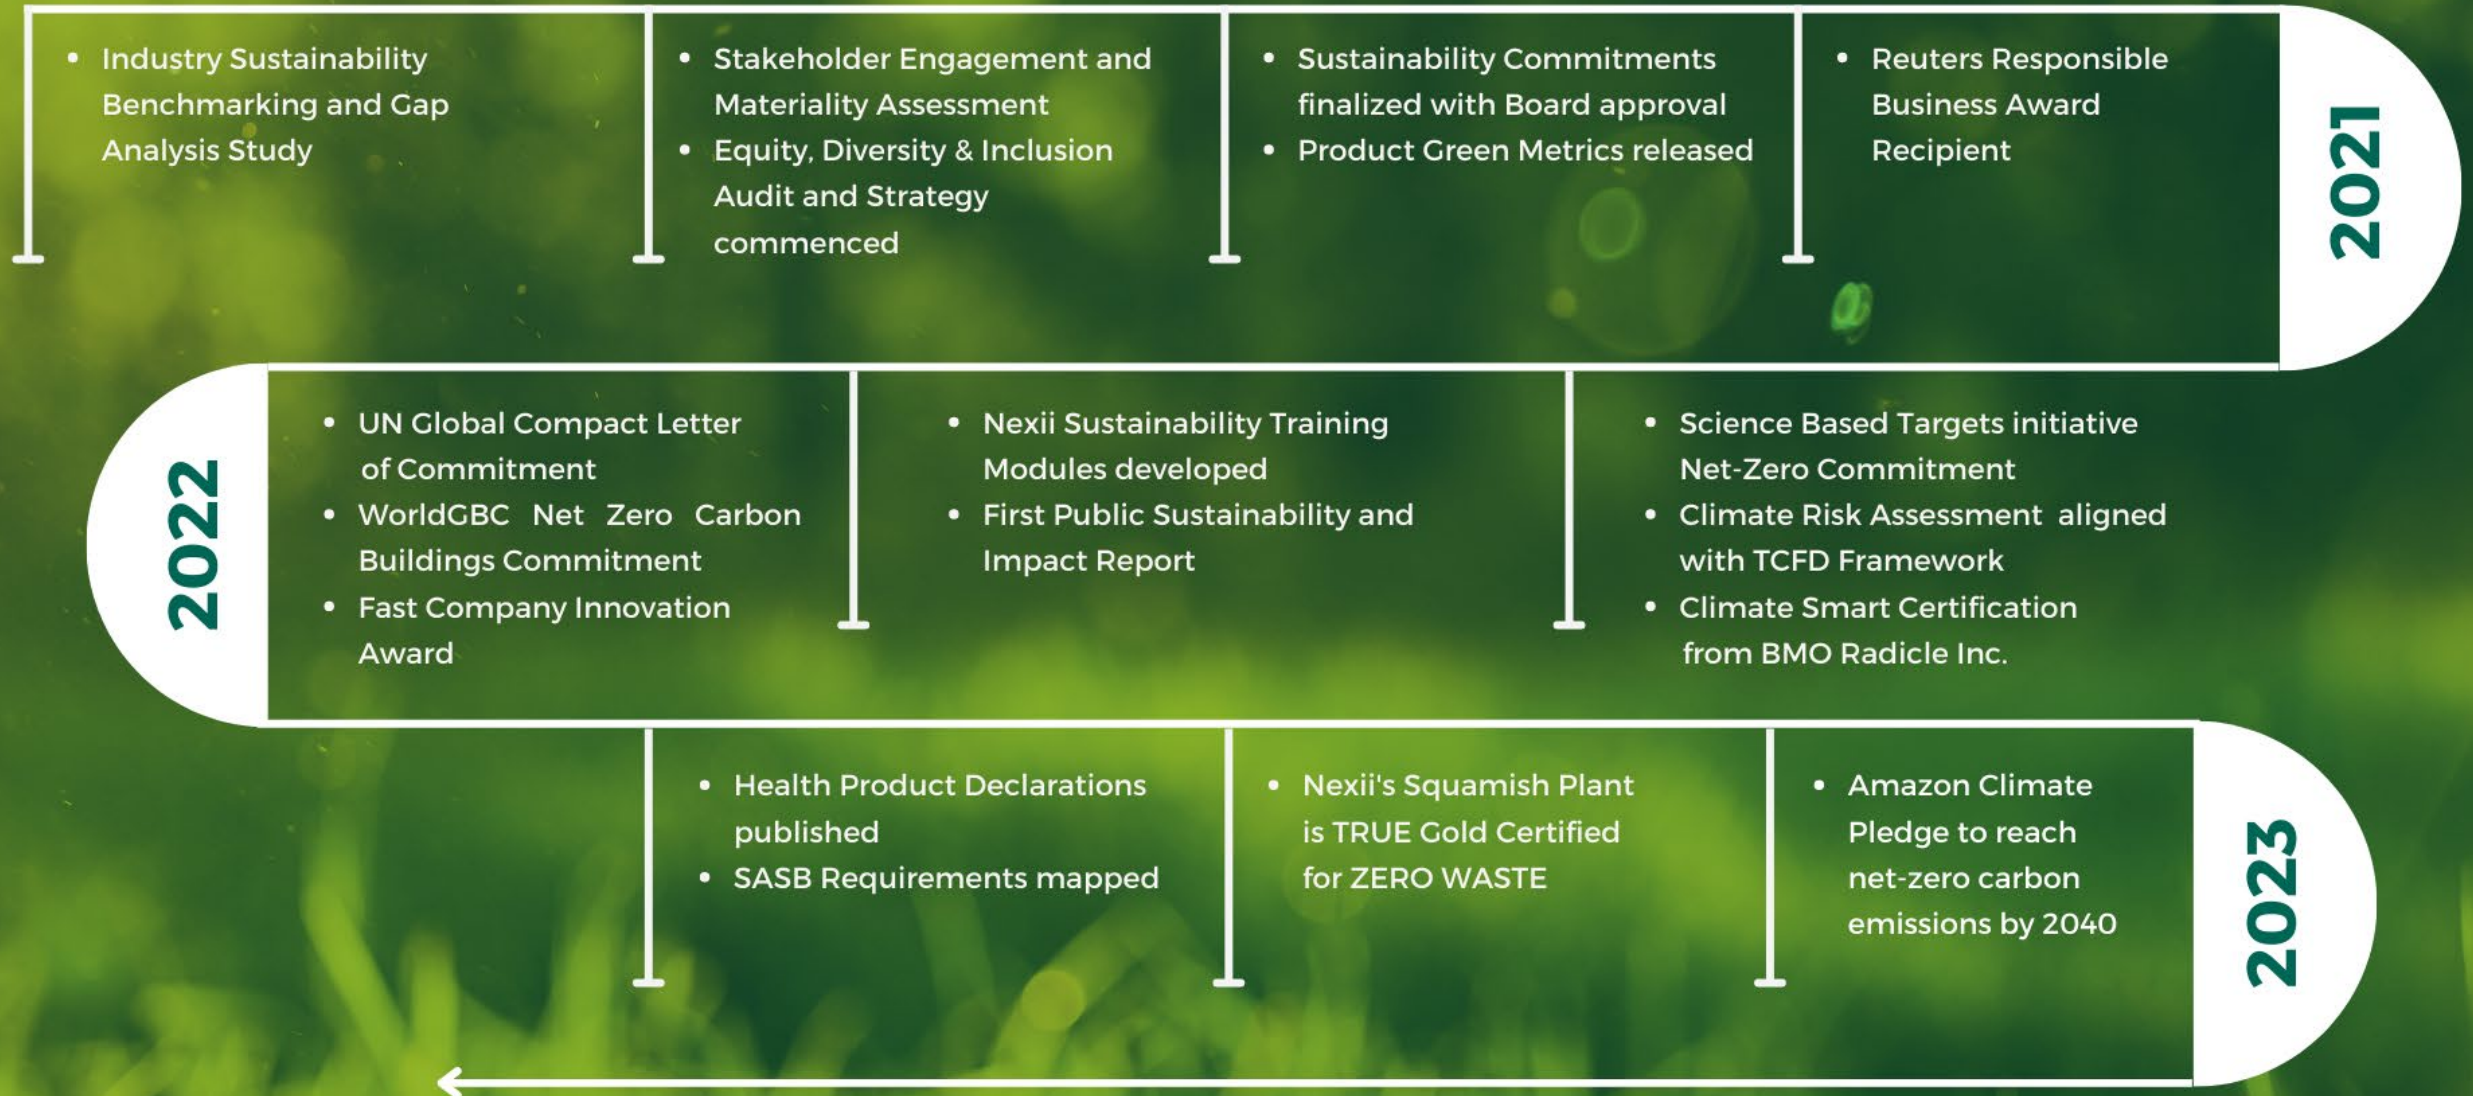 Industry Sustainability
Benchmarking and Gap
Analysis Study
Stakeholder Engagement and
Materiality Assessment
Equity, Diversity & Inclusion
Audit and Strategy
commenced
Sustainability Commitments
finalized with Board approval
Product Green Metrics released
Reuters Responsible
Business Award
Recipient
2021
2022
UN Global Compact Letter
of Commitment
WorldGBC Net Zero Carbon
Buildings Commitment
Fast Company Innovation
Award
Nexii Sustainability Training
Modules developed
First Public Sustainability and
Impact Report
Science Based Targets initiative
Net-Zero Commitment
Climate Risk Assessment aligned
with TCFD Framework
Climate Smart Certification
from BMO Radicle Inc.
Health Product Declarations
published
SASB Requirements mapped
Nexii's Squamish Plant
is TRUE Gold Certified
for ZERO WASTE
Amazon Climate
Pledge to reach
net-zero carbon
emissions by 2040
2023